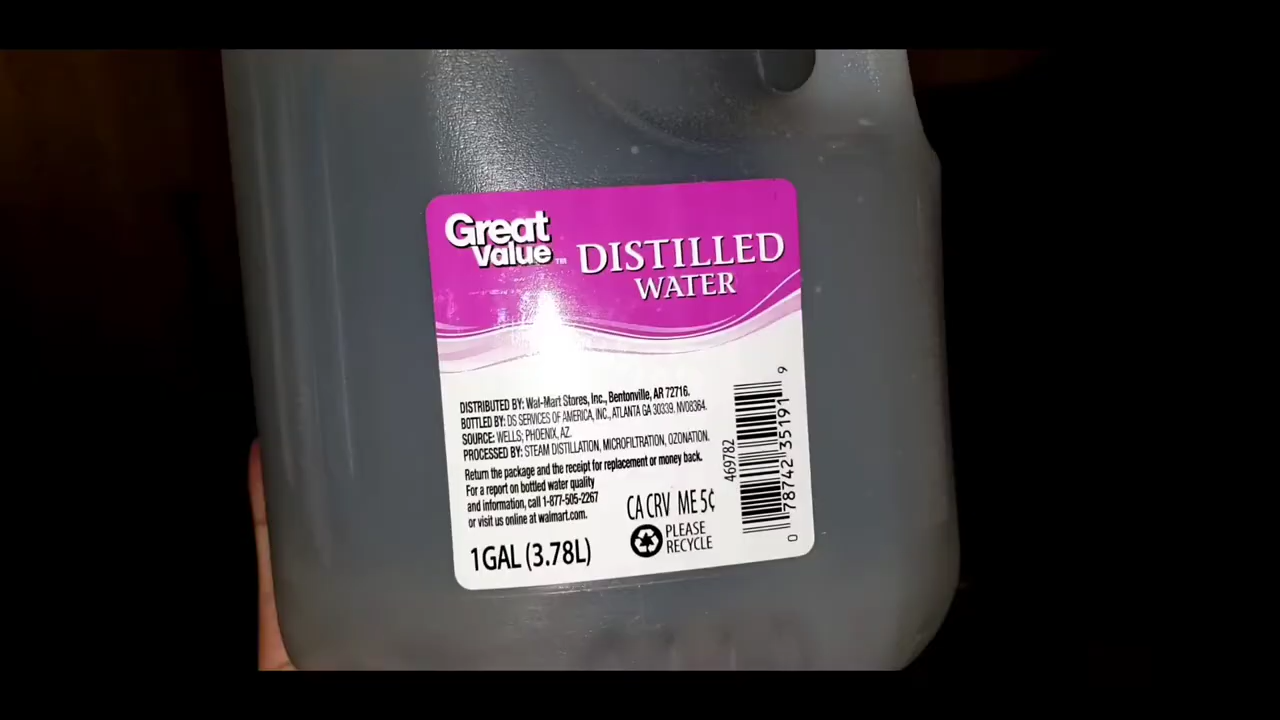 Great
Value™
DISTILLED
WATER
DISTRIBUTED BY: Wal-Mart Stores, Inc., Bentonville, AR 72716.
BOTTLED BY: DS SERVICES OF AMERICA, INC., ATLANTA GA 30339. NV08364.
SOURCE: WELLS; PHOENIX, AZ.
PROCESSED BY: STEAM DISTILLATION, MICROFILTRATION, OZONATION.
Return the package and the receipt for replacement or money back.
For a report on bottled water quality
and information, call 1-877-505-2267
or visit us online at walmart.com.
1 GAL (3.78L)
CA CRV ME 5¢
PLEASE
RECYCLE
469782
0 78742 35191 9